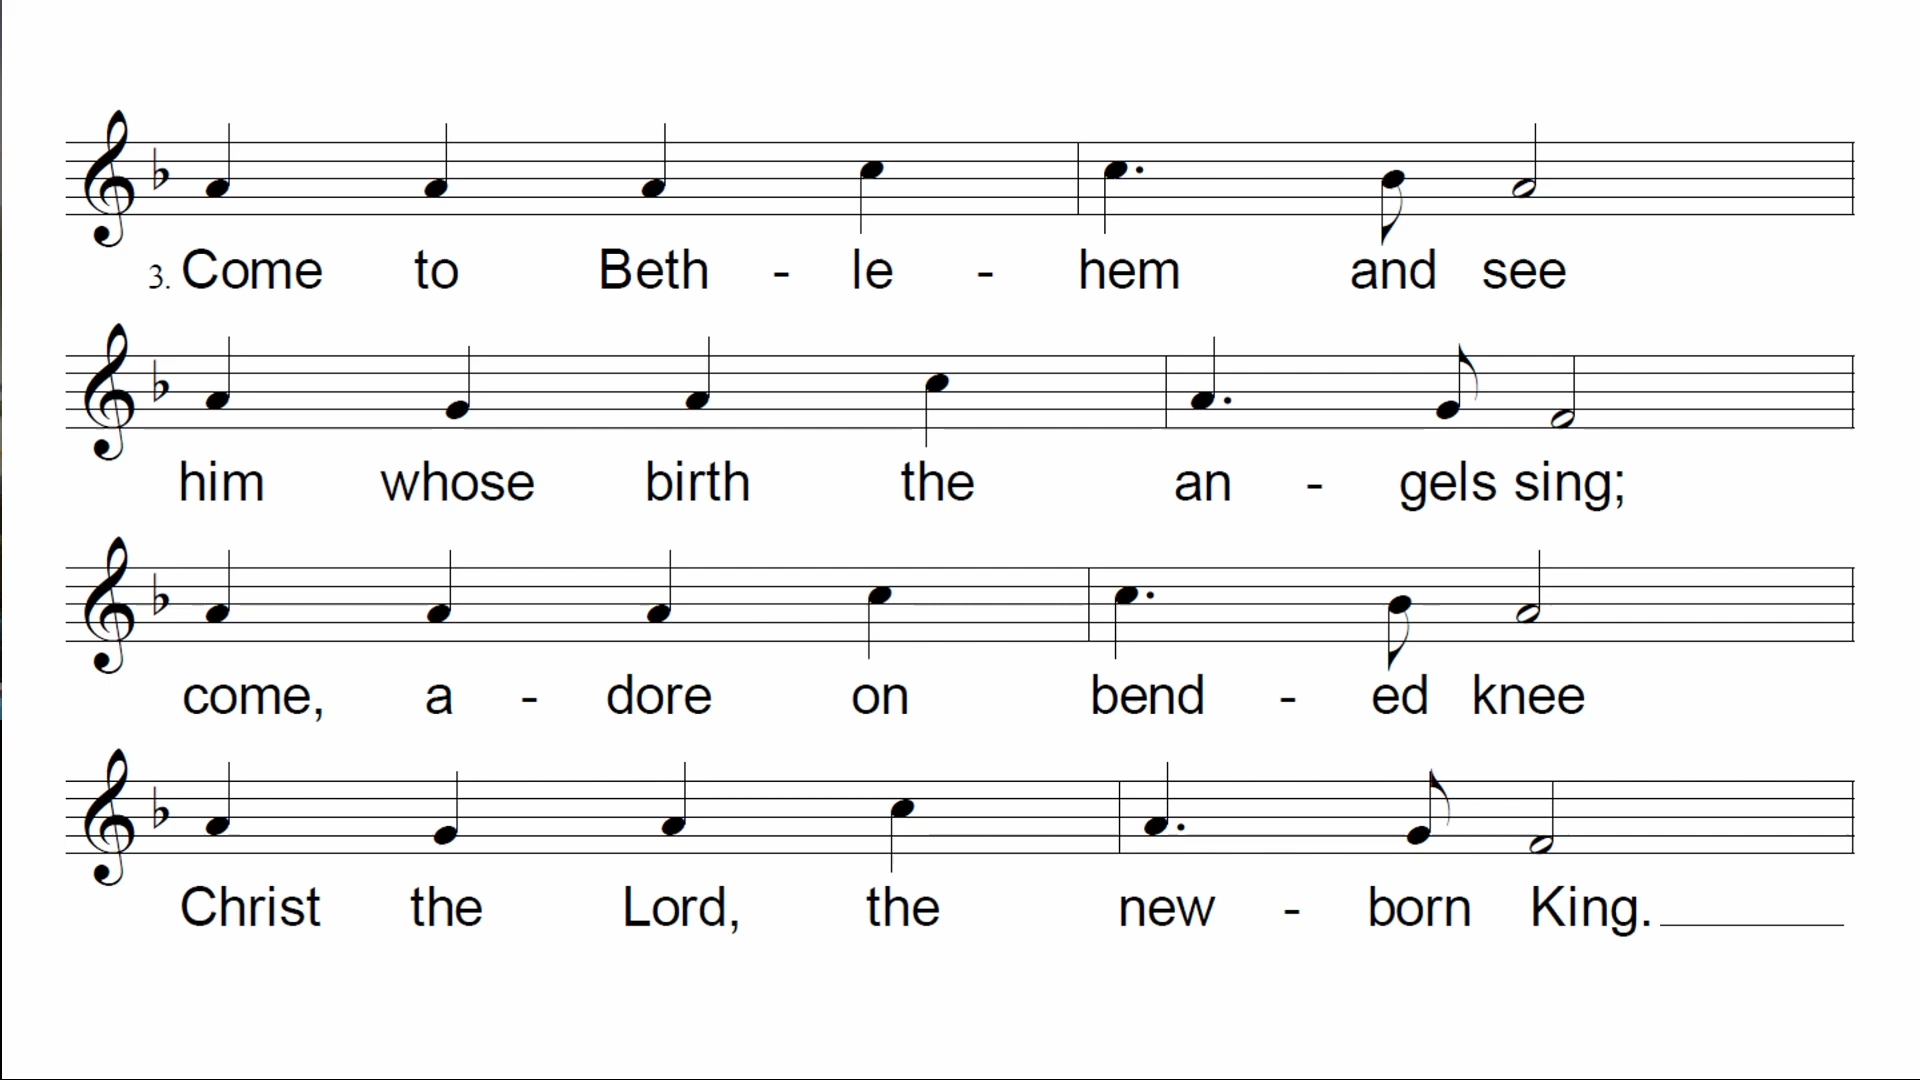 3. Come to Beth - le - hem and see
him whose birth the an - gels sing;
come, a - dore on bend - ed knee
Christ the Lord, the new - born King.